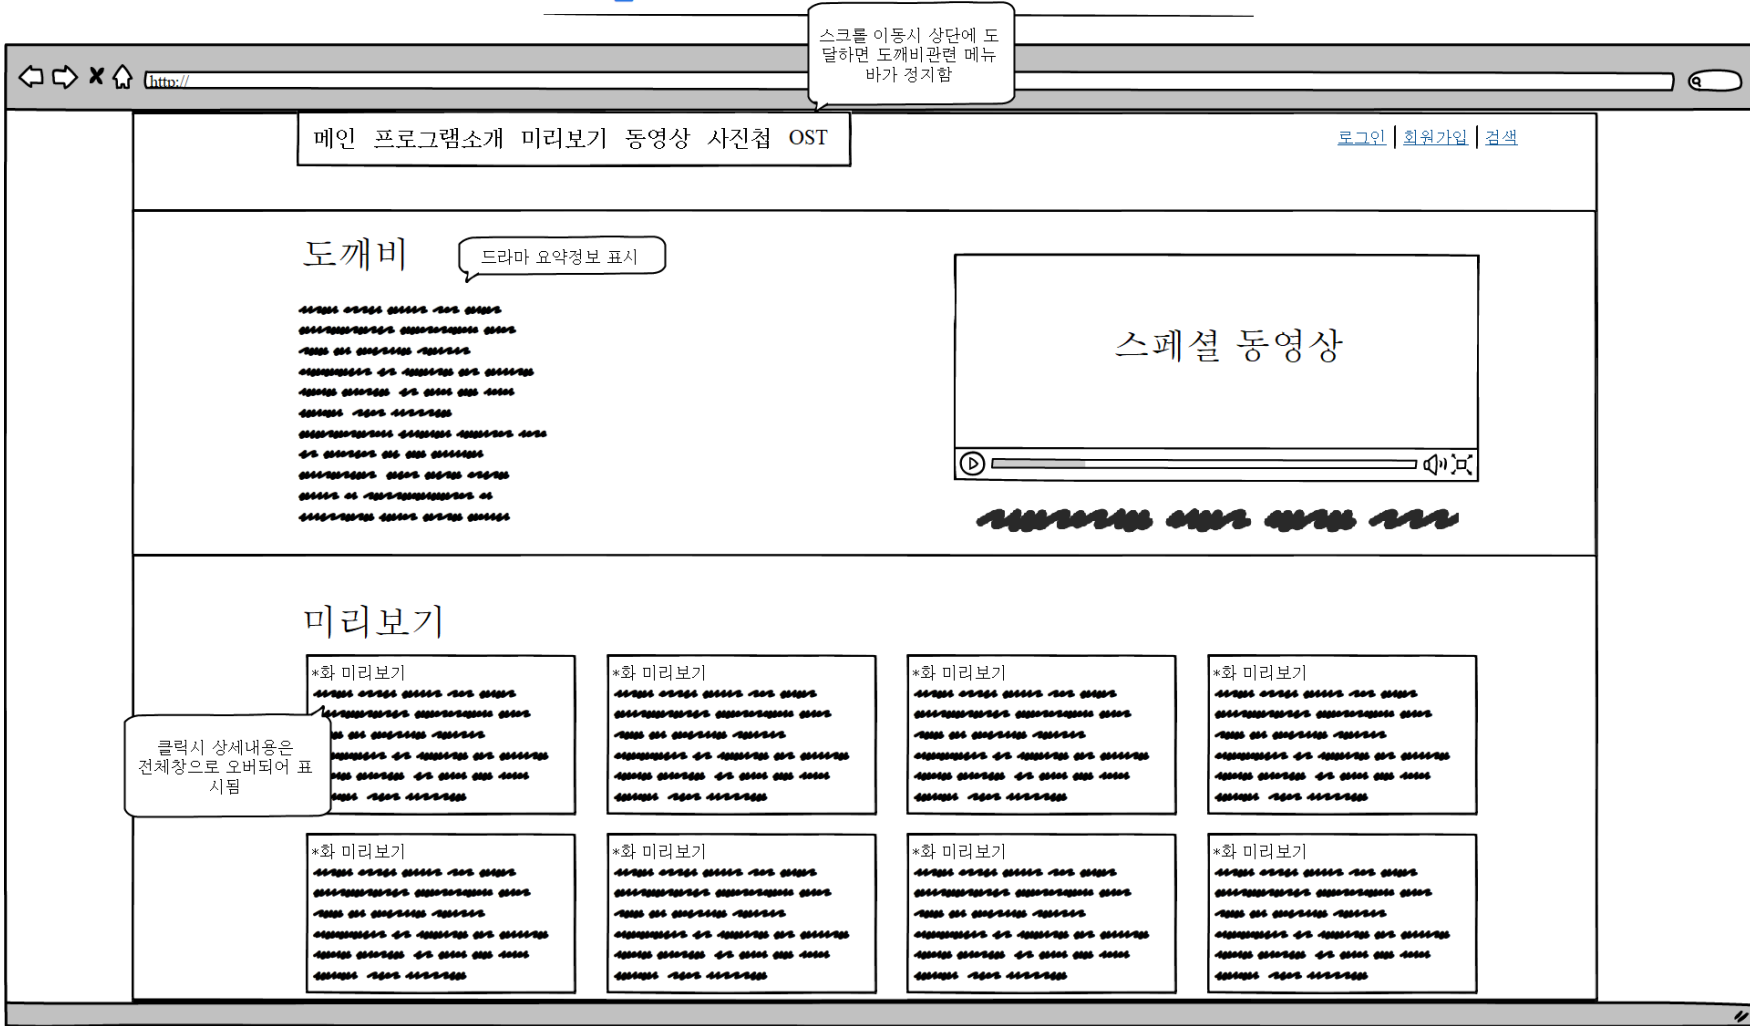 스크롤 이동시 상단에 도
달하면 도깨비관련 메뉴
바가 정지함
http://
메인 프로그램소개 미리보기 동영상 사진첩 OST
로그인 | 회원가입 | 검색
도깨비
드라마 요약정보 표시
스페셜 동영상
미리보기
*화 미리보기
*화 미리보기
*화 미리보기
*화 미리보기
클릭시 상세내용은
전체창으로 오버되어 표
시됨
*화 미리보기
*화 미리보기
*화 미리보기
*화 미리보기